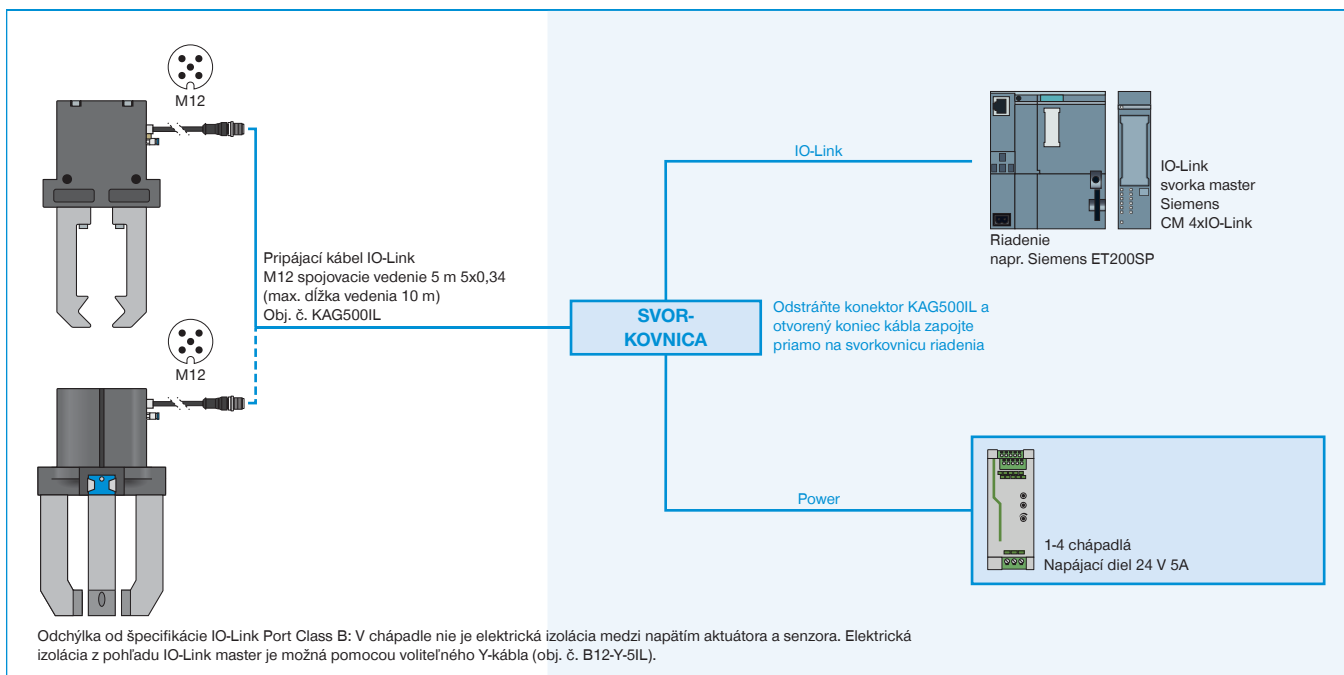 M12
Pripájací kábel IO-Link
M12 spojovacie vedenie 5 m 5x0,34
(max. dĺžka vedenia 10 m)
Obj. č. KAG500IL
M12
IO-Link
SVOR-
KOVNICA
Odstráňte konektor KAG500IL a
otvorený koniec kábla zapojte
priamo na svorkovnicu riadenia
Riadenie
napr. Siemens ET200SP
IO-Link
svorka master
Siemens
CM 4xIO-Link
Power
1-4 chápadlá
Napájací diel 24 V 5A
Odchýlka od špecifikácie IO-Link Port Class B: V chápadle nie je elektrická izolácia medzi napätím aktuátora a senzora. Elektrická
izolácia z pohľadu IO-Link master je možná pomocou voliteľného Y-kábla (obj. č. B12-Y-5IL).